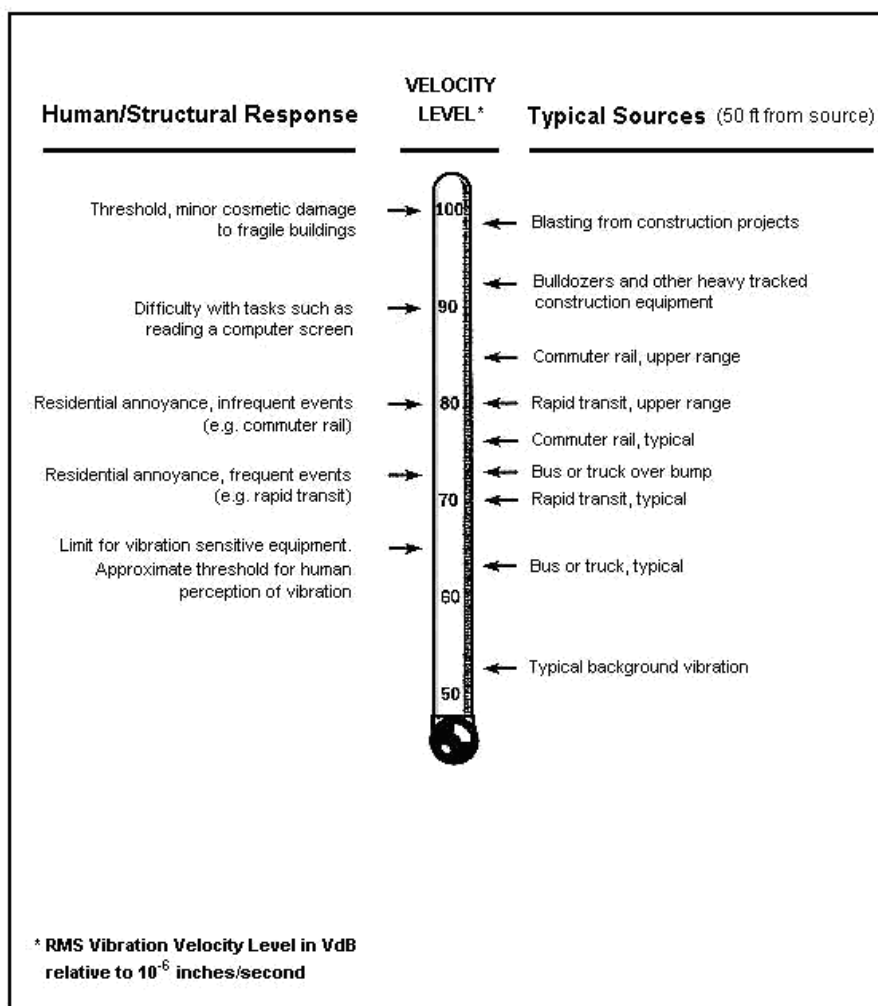 VELOCITY
LEVEL*
Human/Structural Response
Typical Sources (50 ft from source)
Threshold, minor cosmetic damage
to fragile buildings
Difficulty with tasks such as
reading a computer screen
Residential annoyance, infrequent events
(e.g. commuter rail)
Residential annoyance, frequent events
(e.g. rapid transit)
Limit for vibration sensitive equipment.
Approximate threshold for human
perception of vibration
100
90
80
70
60
50
Blasting from construction projects
Bulldozers and other heavy tracked
construction equipment
Commuter rail, upper range
Rapid transit, upper range
Commuter rail, typical
Bus or truck over bump
Rapid transit, typical
Bus or truck, typical
Typical background vibration
* RMS Vibration Velocity Level in VdB
relative to 10⁻⁶ inches/second